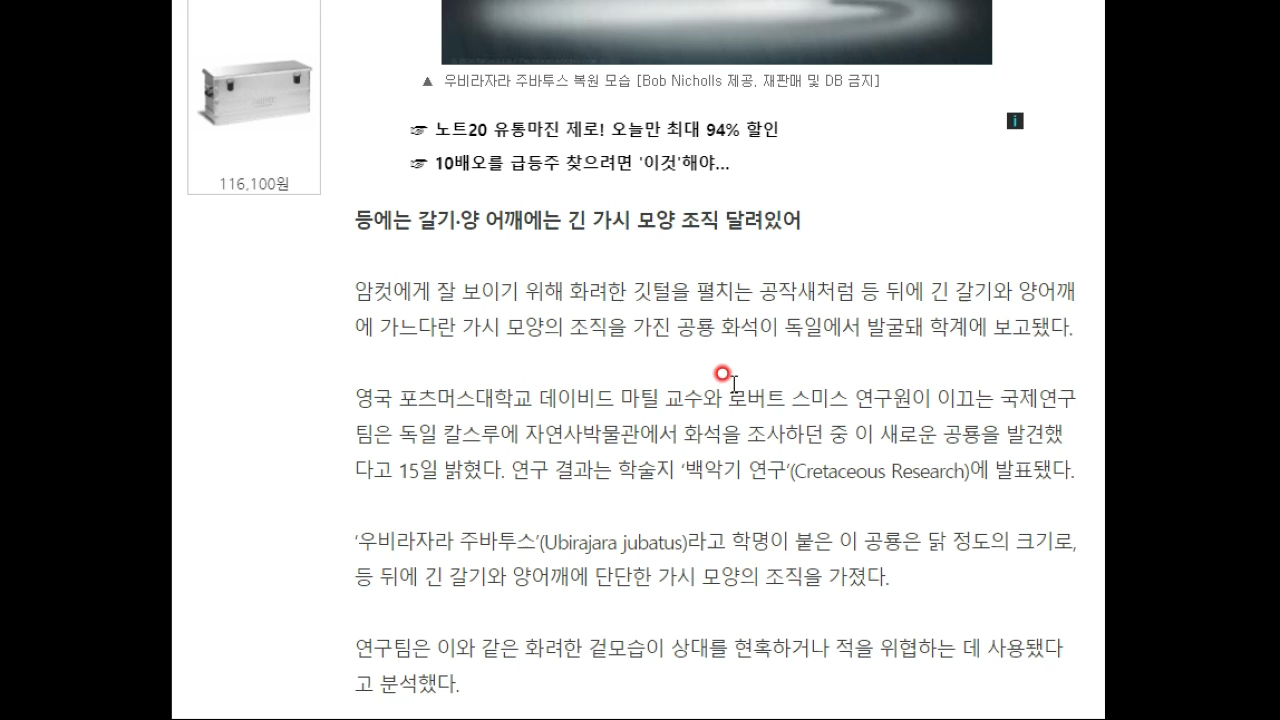 ▲ 우비라자라 주바투스 복원 모습 [Bob Nicholls 제공. 재판매 및 DB 금지]
☞ 노트20 유통마진 제로! 오늘만 최대 94% 할인
☞ 10배오를 급등주 찾으려면 '이것'해야...
116,100원
등에는 갈기·양 어깨에는 긴 가시 모양 조직 달려있어
암컷에게 잘 보이기 위해 화려한 깃털을 펼치는 공작새처럼 등 뒤에 긴 갈기와 양어깨
에 가느다란 가시 모양의 조직을 가진 공룡 화석이 독일에서 발굴돼 학계에 보고됐다.
영국 포츠머스대학교 데이비드 마틸 교수와 로버트 스미스 연구원이 이끄는 국제연구
팀은 독일 칼스루에 자연사박물관에서 화석을 조사하던 중 이 새로운 공룡을 발견했
다고 15일 밝혔다. 연구 결과는 학술지 ‘백악기 연구’(Cretaceous Research)에 발표됐다.
‘우비라자라 주바투스’(Ubirajara jubatus)라고 학명이 붙은 이 공룡은 닭 정도의 크기로,
등 뒤에 긴 갈기와 양어깨에 단단한 가시 모양의 조직을 가졌다.
연구팀은 이와 같은 화려한 겉모습이 상대를 현혹하거나 적을 위협하는 데 사용됐다
고 분석했다.